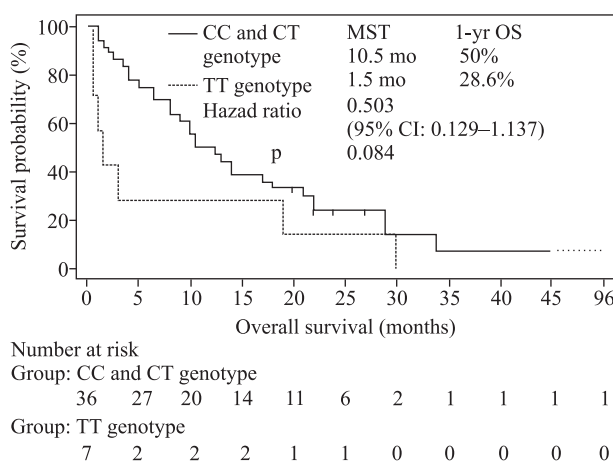 CC and CT genotype MST 1-yr OS
10.5 mo 50%
TT genotype 1.5 mo 28.6%
Hazad ratio 0.503
(95% CI: 0.129–1.137)
p 0.084
Survival probability (%)
100
80
60
40
20
0
0 5 10 15 20 25 30 35 40 45 96
Overall survival (months)
Number at risk
Group: CC and CT genotype
36 27 20 14 11 6 2 1 1 1 1
Group: TT genotype
7 2 2 2 1 1 0 0 0 0 0